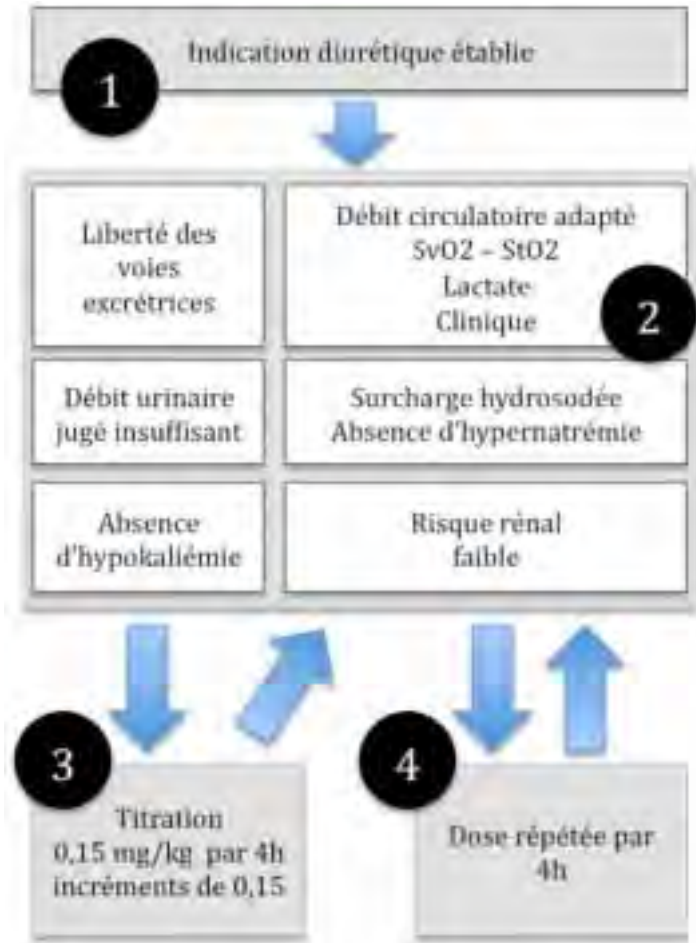 Indication diurétique établie
1
Liberté des
voies
excrétrices
Débit circulatoire adapté
SvO2 – StO2
Lactate
Clinique
2
Débit urinaire
jugé insuffisant
Surcharge hydrosodée
Absence d'hypernatrémie
Absence
d'hypokaliémie
Risque rénal
faible
3
Titration
0,15 mg/kg par 4h
incréments de 0,15
4
Dose répétée par
4h